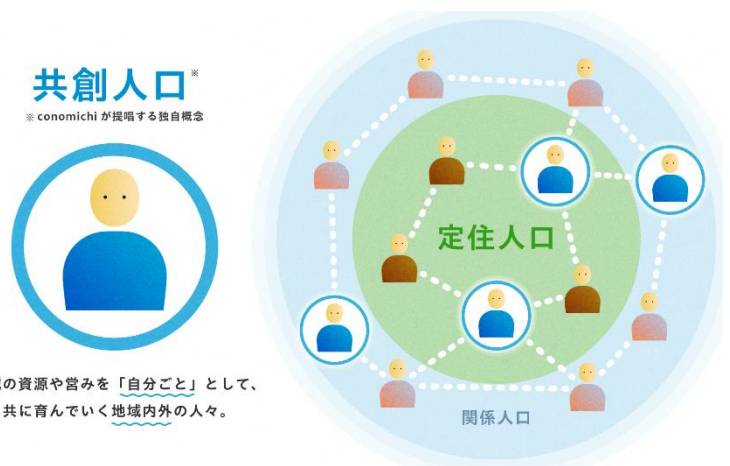 共創人口※
※ conomichi が提唱する独自概念
の資源や営みを「自分ごと」として、
共に育んでいく地域内外の人々。
定住人口
関係人口